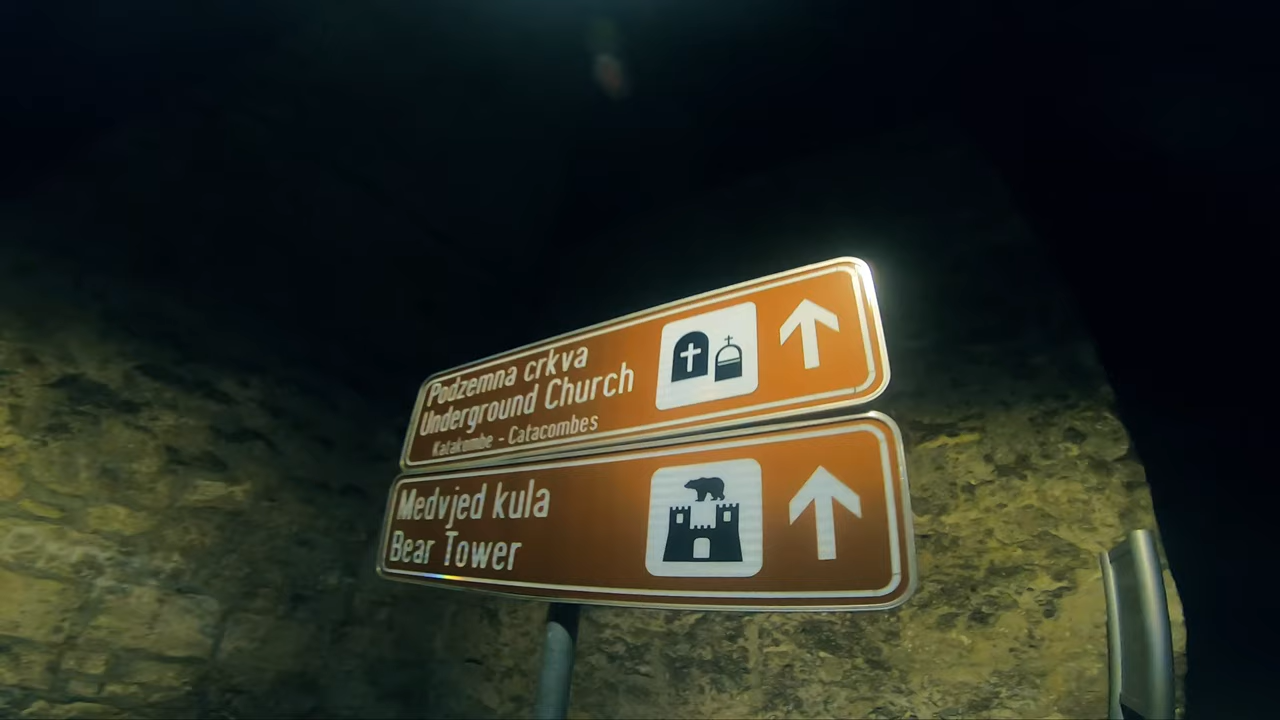 Podzemna crkva
Underground Church
Katakombe - Catacombes
Medvjed kula
Bear Tower